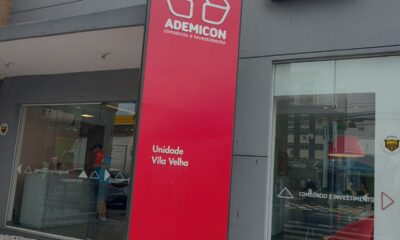 ADEMICON
consórcio e investimento
Unidade
Vila Velha
CONSÓRCIO E INVESTIMENTO